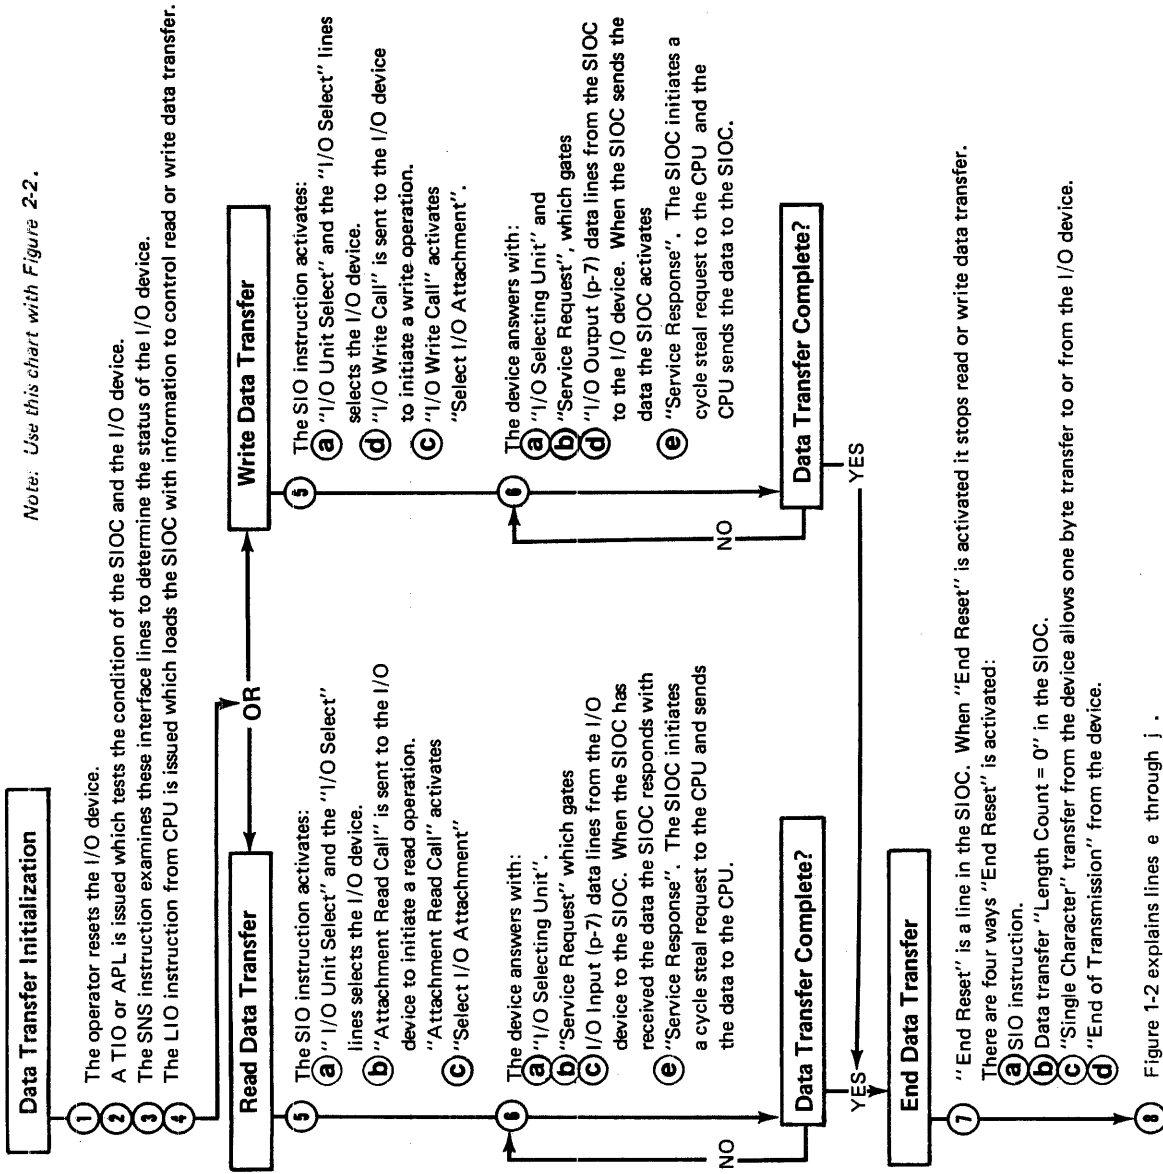 Note: Use this chart with Figure 2-2.
Data Transfer Initialization
1 The operator resets the I/O device.
2 A TIO or APL is issued which tests the condition of the SIOC and the I/O device.
3 The SNS instruction examines these interface lines to determine the status of the I/O device.
4 The LIO instruction from CPU is issued which loads the SIOC with information to control read or write data transfer.
OR
Read Data Transfer
5 The SIO instruction activates:
a " I/O Unit Select" and the "I/O Select"
lines selects the I/O device.
b "Attachment Read Call" is sent to the I/O
device to initiate a read operation.
"Attachment Read Call" activates
c "Select I/O Attachment"
6 The device answers with:
a "I/O Selecting Unit".
b "Service Request" which gates
c I/O Input (p-7) data lines from the I/O
device to the SIOC. When the SIOC has
received the data the SIOC responds with
e "Service Response". The SIOC initiates
a cycle steal request to the CPU and sends
the data to the CPU.
NO
Data Transfer Complete?
YES
Write Data Transfer
5 The SIO instruction activates:
a "I/O Unit Select" and the "I/O Select" lines
selects the I/O device.
d "I/O Write Call" is sent to the I/O device
to initiate a write operation.
c "I/O Write Call" activates
"Select I/O Attachment".
6 The device answers with:
a "I/O Selecting Unit" and
b "Service Request", which gates
d "I/O Output (p-7) data lines from the SIOC
to the I/O device. When the SIOC sends the
data the SIOC activates
e "Service Response". The SIOC initiates a
cycle steal request to the CPU and the
CPU sends the data to the SIOC.
NO
Data Transfer Complete?
YES
End Data Transfer
7 "End Reset" is a line in the SIOC. When "End Reset" is activated it stops read or write data transfer.
There are four ways "End Reset" is activated:
a SIO instruction.
b Data transfer "Length Count = 0" in the SIOC.
c "Single Character" transfer from the device allows one byte transfer to or from the I/O device.
d "End of Transmission" from the device.
8 Figure 1-2 explains lines e through j .